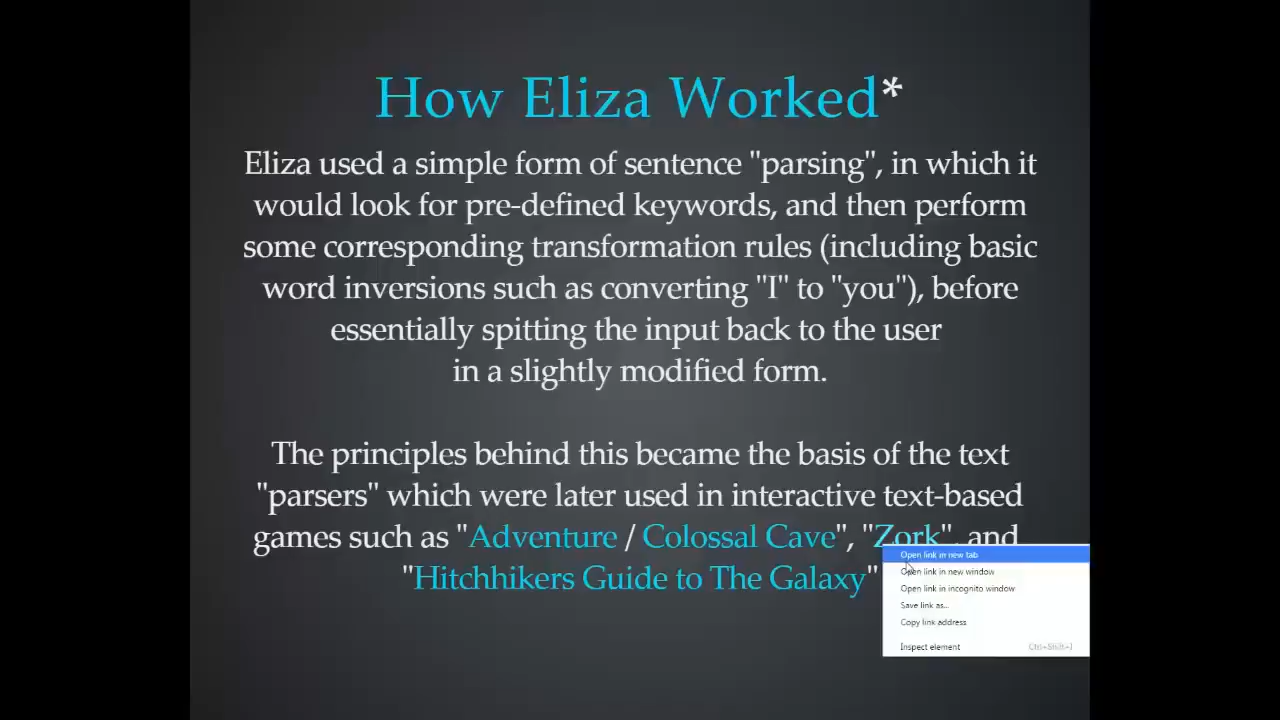 How Eliza Worked*
Eliza used a simple form of sentence "parsing", in which it
would look for pre-defined keywords, and then perform
some corresponding transformation rules (including basic
word inversions such as converting "I" to "you"), before
essentially spitting the input back to the user
in a slightly modified form.
The principles behind this became the basis of the text
"parsers" which were later used in interactive text-based
games such as "Adventure / Colossal Cave", "Zork", and
"Hitchhikers Guide to The Galaxy"
Open link in new tab
Open link in new window
Open link in incognito window
Save link as...
Copy link address
Inspect element Ctrl+Shift+I